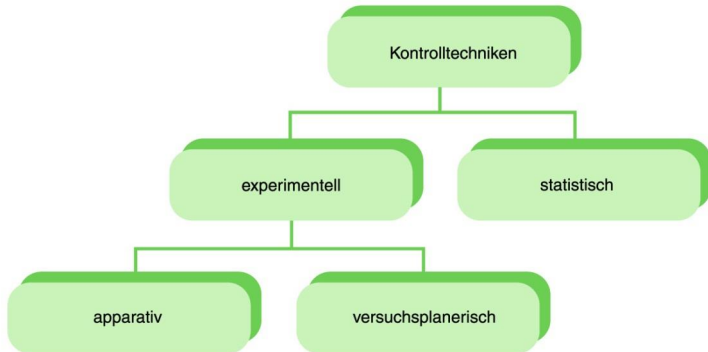 Kontrolltechniken
experimentell
statistisch
apparativ
versuchsplanerisch